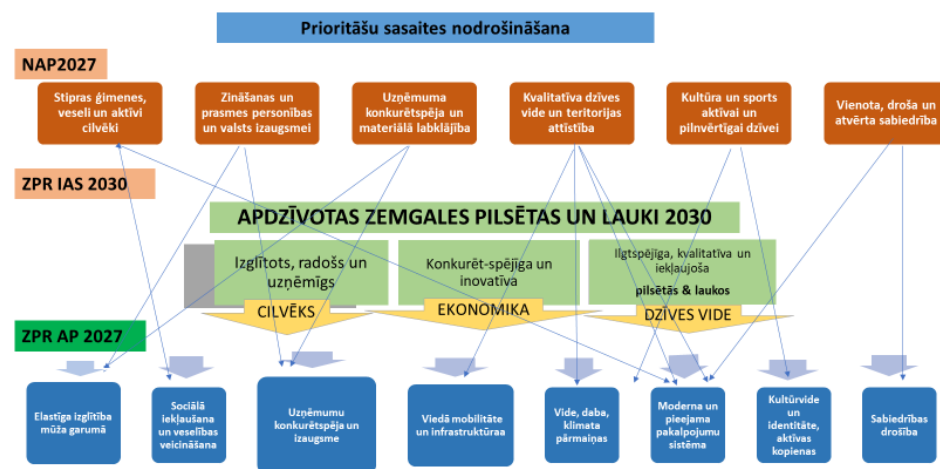 Prioritāšu sasaites nodrošināšana
NAP2027
Stipras ģimenes,
veseli un aktīvi
cilvēki
Zināšanas un
prasmes personības
un valsts izaugsmei
Uzņēmuma
konkurētspēja un
materiālā labklājība
Kvalitatīva dzīves
vide un teritorijas
attīstība
Kultūra un sports
aktīvai un
pilnvērtīgai dzīvei
Vienota, droša un
atvērta sabiedrība
ZPR IAS 2030
APDZĪVOTAS ZEMGALES PILSĒTAS UN LAUKI 2030
Izglītots, radošs un
uzņēmīgs
Konkurēt-spējīga un
inovatīva
Ilgtspējīga, kvalitatīva un
iekļaujoša
pilsētās & laukos
CILVĒKS
EKONOMIKA
DZĪVES VIDE
ZPR AP 2027
Elastīga izglītība
mūža garumā
Sociālā
iekļaušana
un veselības
veicināšana
Uzņēmumu
konkurētspēja un
izaugsme
Viedā mobilitāte
un infrastruktūraa
Vide, daba,
klimata
pārmaiņas
Moderna un
pieejama
pakalpojumu
sistēma
Kultūrvide
un
identitāte,
aktīvas
kopienas
Sabiedrības
drošība